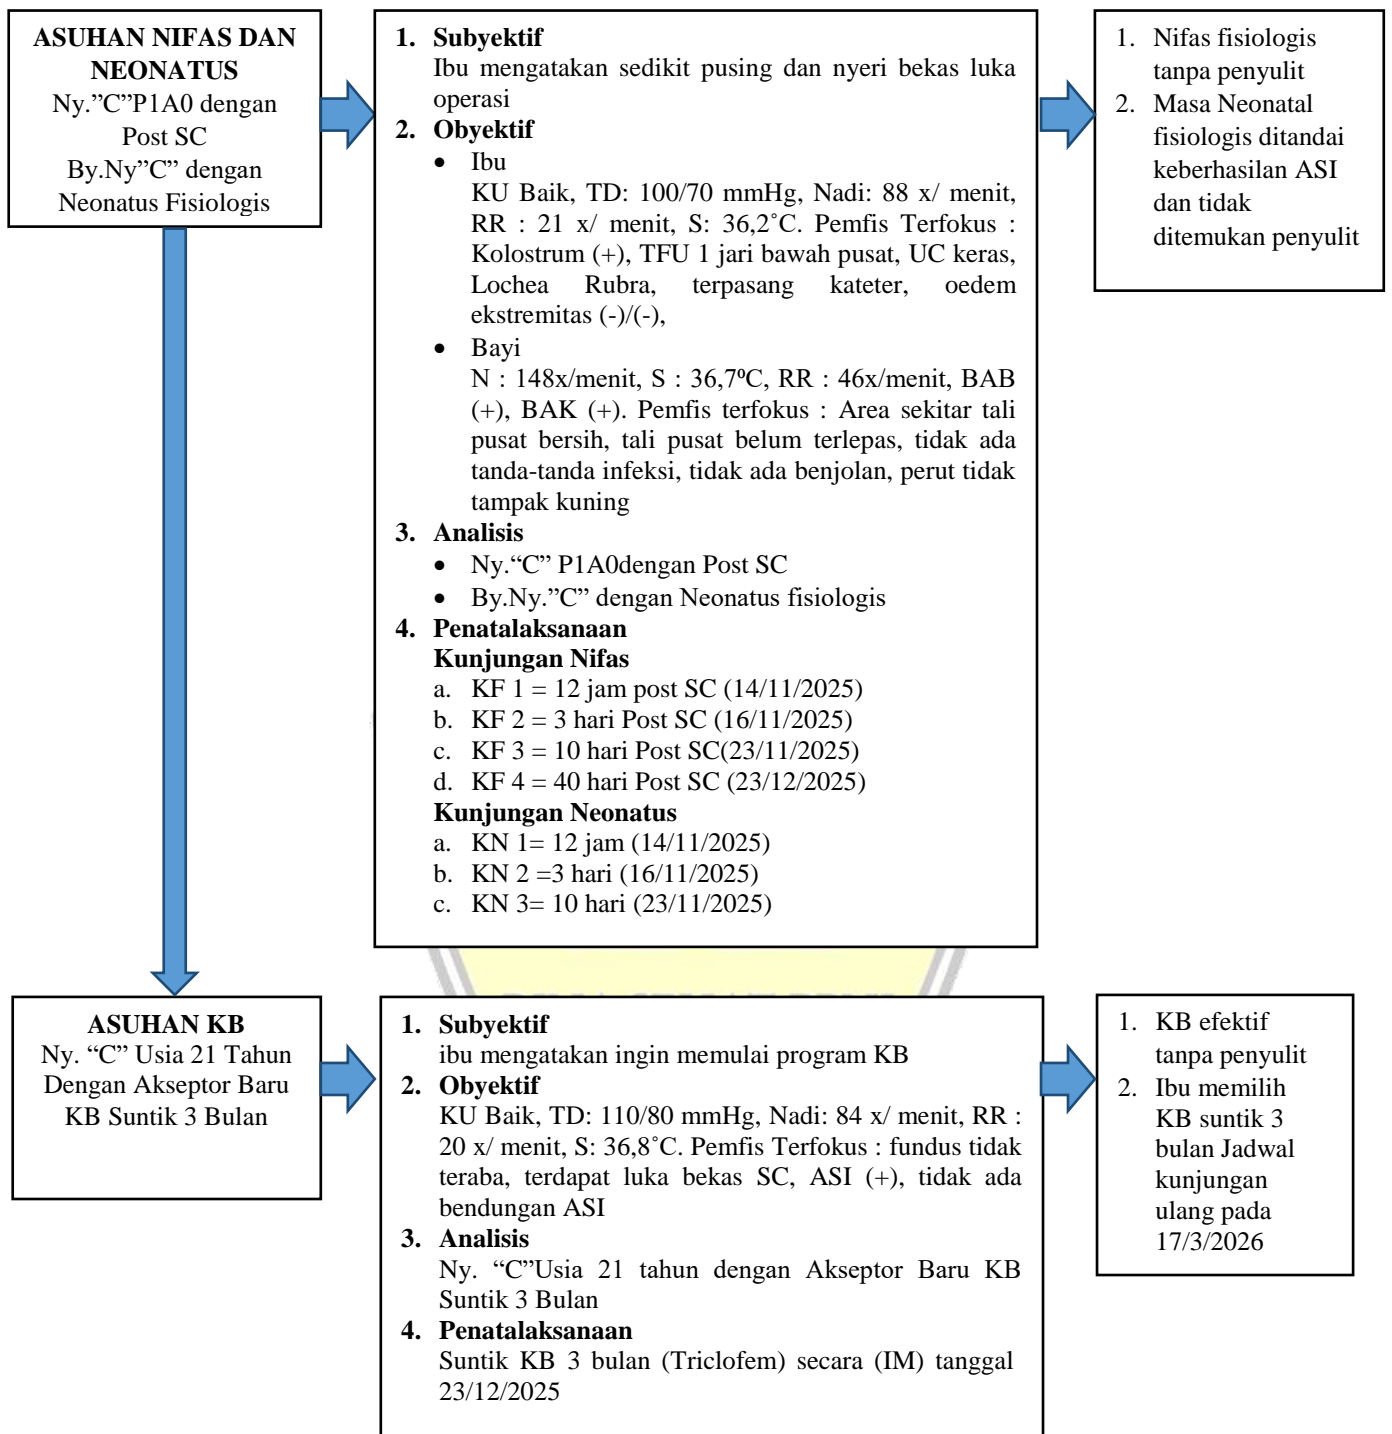 ASUHAN NIFAS DAN
NEONATUS
Ny.”C”P1A0 dengan
Post SC
By.Ny”C” dengan
Neonatus Fisiologis
1. Subyektif
Ibu mengatakan sedikit pusing dan nyeri bekas luka
operasi
2. Obyektif
• Ibu
KU Baik, TD: 100/70 mmHg, Nadi: 88 x/ menit,
RR : 21 x/ menit, S: 36,2˚C. Pemfis Terfokus :
Kolostrum (+), TFU 1 jari bawah pusat, UC keras,
Lochea Rubra, terpasang kateter, oedem
ekstremitas (-)/(-),
• Bayi
N : 148x/menit, S : 36,7⁰C, RR : 46x/menit, BAB
(+), BAK (+). Pemfis terfokus : Area sekitar tali
pusat bersih, tali pusat belum terlepas, tidak ada
tanda-tanda infeksi, tidak ada benjolan, perut tidak
tampak kuning
3. Analisis
• Ny.“C” P1A0dengan Post SC
• By.Ny.”C” dengan Neonatus fisiologis
4. Penatalaksanaan
Kunjungan Nifas
a. KF 1 = 12 jam post SC (14/11/2025)
b. KF 2 = 3 hari Post SC (16/11/2025)
c. KF 3 = 10 hari Post SC(23/11/2025)
d. KF 4 = 40 hari Post SC (23/12/2025)
Kunjungan Neonatus
a. KN 1= 12 jam (14/11/2025)
b. KN 2 =3 hari (16/11/2025)
c. KN 3= 10 hari (23/11/2025)
1. Nifas fisiologis
tanpa penyulit
2. Masa Neonatal
fisiologis ditandai
keberhasilan ASI
dan tidak
ditemukan penyulit
ASUHAN KB
Ny. “C” Usia 21 Tahun
Dengan Akseptor Baru
KB Suntik 3 Bulan
1. Subyektif
ibu mengatakan ingin memulai program KB
2. Obyektif
KU Baik, TD: 110/80 mmHg, Nadi: 84 x/ menit, RR :
20 x/ menit, S: 36,8˚C. Pemfis Terfokus : fundus tidak
teraba, terdapat luka bekas SC, ASI (+), tidak ada
bendungan ASI
3. Analisis
Ny. “C”Usia 21 tahun dengan Akseptor Baru KB
Suntik 3 Bulan
4. Penatalaksanaan
Suntik KB 3 bulan (Triclofem) secara (IM) tanggal
23/12/2025
1. KB efektif
tanpa penyulit
2. Ibu memilih
KB suntik 3
bulan Jadwal
kunjungan
ulang pada
17/3/2026